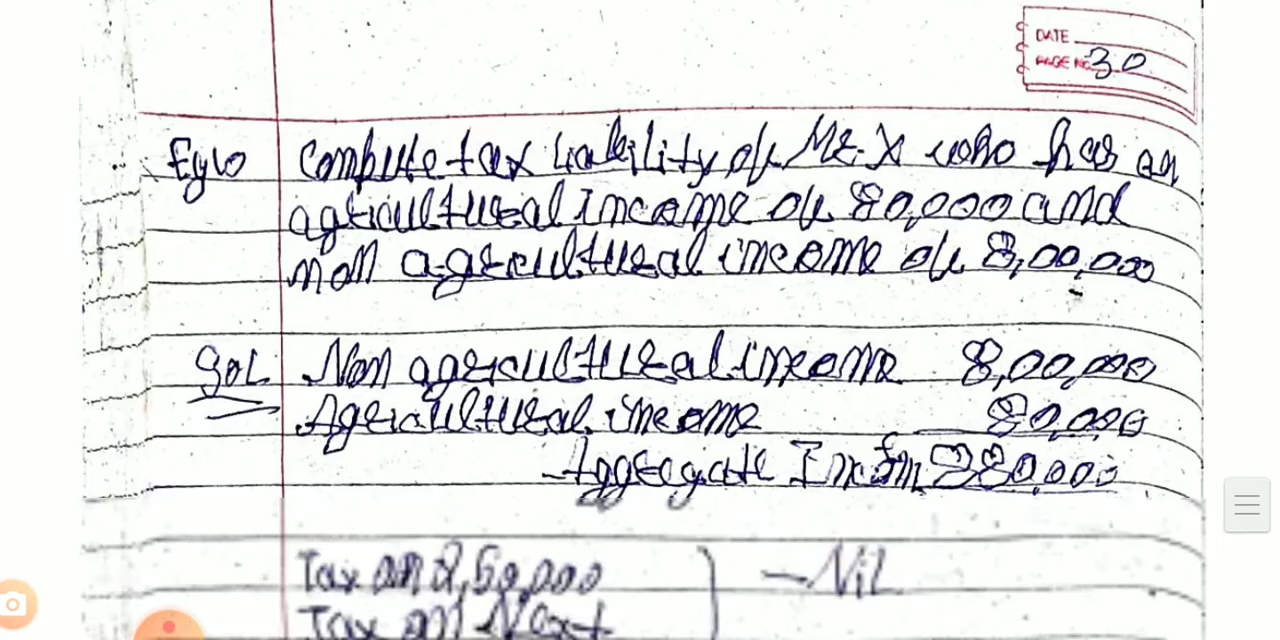 DATE
PAGE NO. 30
Eg10 Compute tax liability of Mr. X who has an
agricultural income of 80,000 and
non agricultural income of 8,00,000
Sol. Non agricultural income 8,00,000
Agricultural income 80,000
Aggregate Incom 880,000
Tax on 2,50,000 - Nil
Tax on Next